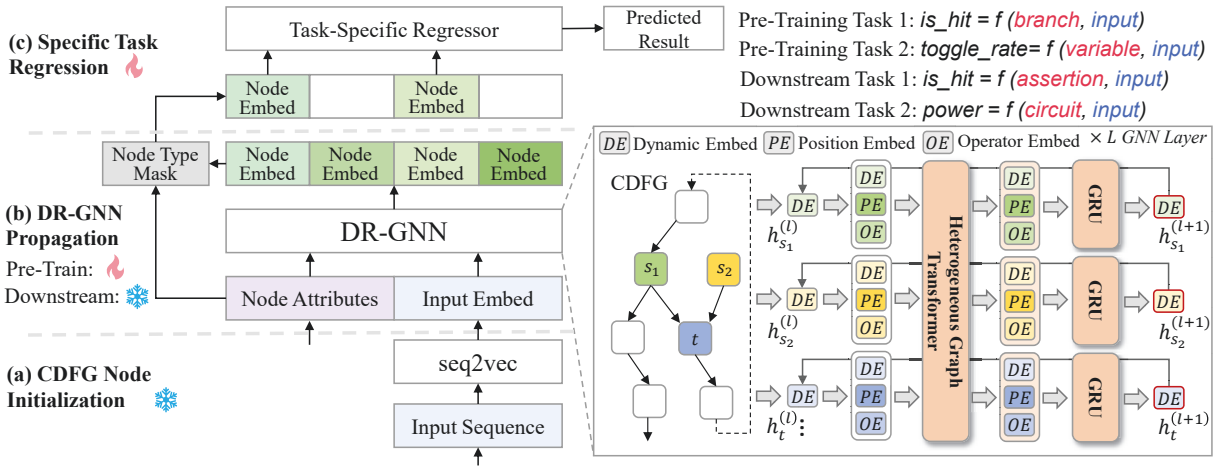 (c) Specific Task
Regression
Task-Specific Regressor
Predicted
Result
Node
Embed
Node
Embed
Pre-Training Task 1: is_hit = f (branch, input)
Pre-Training Task 2: toggle_rate= f (variable, input)
Downstream Task 1: is_hit = f (assertion, input)
Downstream Task 2: power = f (circuit, input)
Node Type
Mask
Node
Embed
Node
Embed
Node
Embed
Node
Embed
(b) DR-GNN
Propagation
Pre-Train:
Downstream:
DR-GNN
Node Attributes
Input Embed
(a) CDFG Node
Initialization
seq2vec
Input Sequence
DE Dynamic Embed PE Position Embed OE Operator Embed × L GNN Layer
CDFG
s₁
s₂
t
DE
h_{s₁}^{(l)}
DE
PE
OE
Heterogeneous Graph
Transformer
DE
PE
OE
GRU
DE
h_{s₁}^{(l+1)}
DE
h_{s₂}^{(l)}
DE
PE
OE
DE
PE
OE
GRU
DE
h_{s₂}^{(l+1)}
DE
h_t^{(l)}
⋮
DE
PE
OE
DE
PE
OE
GRU
DE
h_t^{(l+1)}